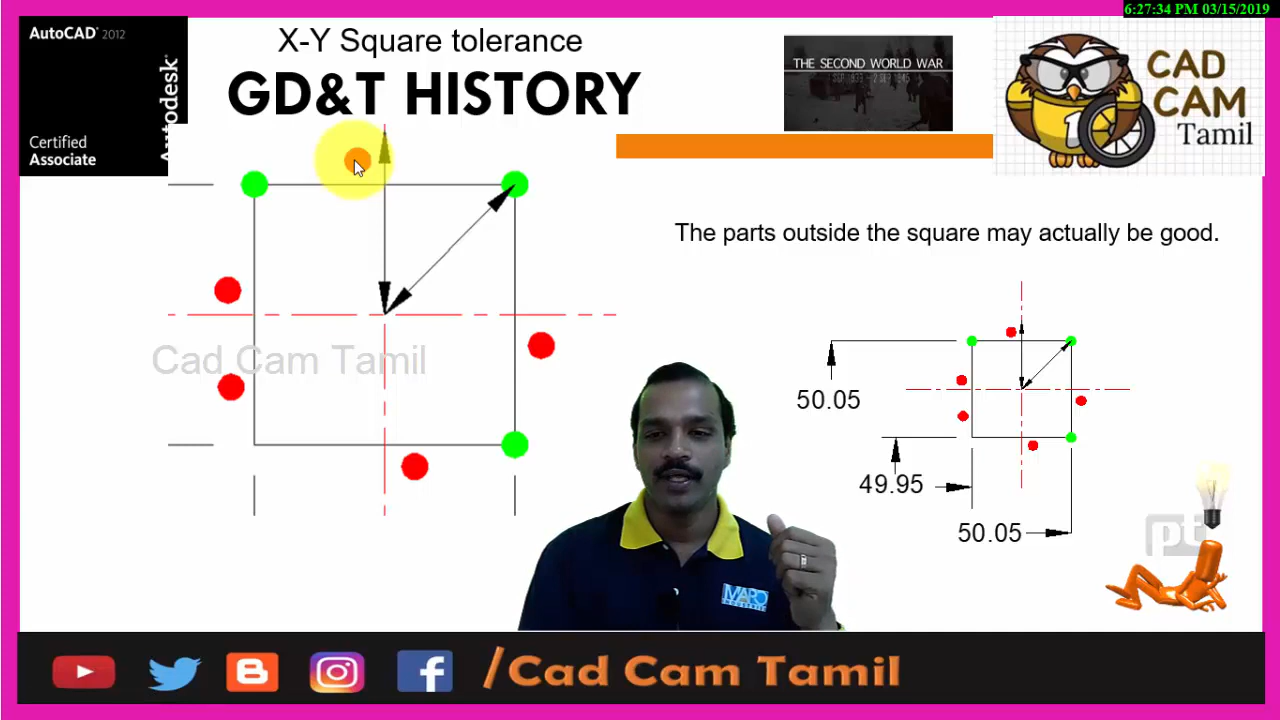 6:27:34 PM 03/15/2019
AutoCAD® 2012
Autodesk®
Certified
Associate
X-Y Square tolerance
GD&T HISTORY
THE SECOND WORLD WAR
CAD
CAM
Tamil
The parts outside the square may actually be good.
Cad Cam Tamil
50.05
49.95
50.05
pt
MARO
INDUSTRIES
/Cad Cam Tamil